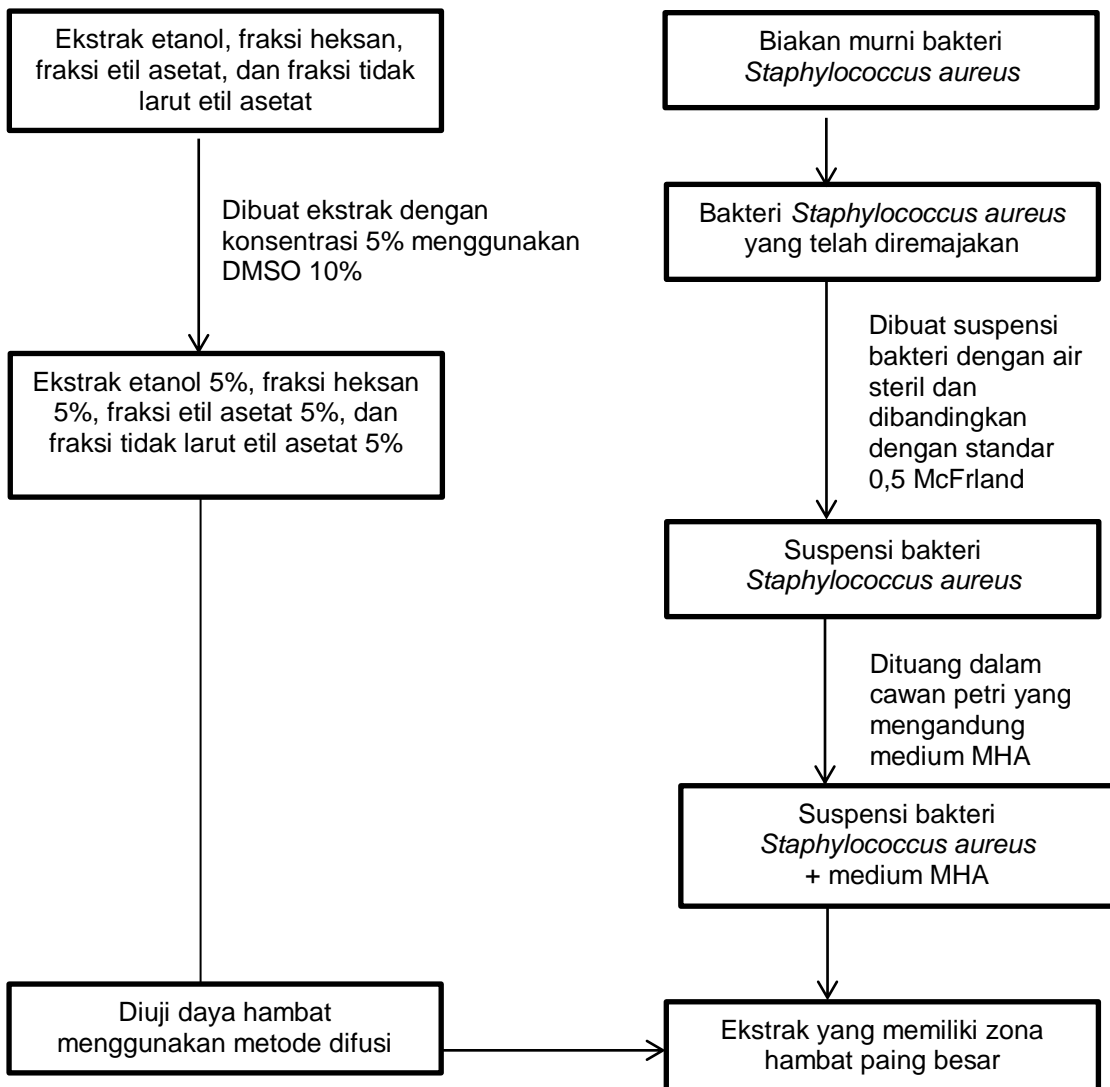 Ekstrak etanol, fraksi heksan,
fraksi etil asetat, dan fraksi tidak
larut etil asetat
Dibuat ekstrak dengan
konsentrasi 5% menggunakan
DMSO 10%
Ekstrak etanol 5%, fraksi heksan
5%, fraksi etil asetat 5%, dan
fraksi tidak larut etil asetat 5%
Diuji daya hambat
menggunakan metode difusi
Biakan murni bakteri
Staphylococcus aureus
Bakteri Staphylococcus aureus
yang telah diremajakan
Dibuat suspensi
bakteri dengan air
steril dan
dibandingkan
dengan standar
0,5 McFrland
Suspensi bakteri
Staphylococcus aureus
Dituang dalam
cawan petri yang
mengandung
medium MHA
Suspensi bakteri
Staphylococcus aureus
+ medium MHA
Ekstrak yang memiliki zona
hambat paing besar